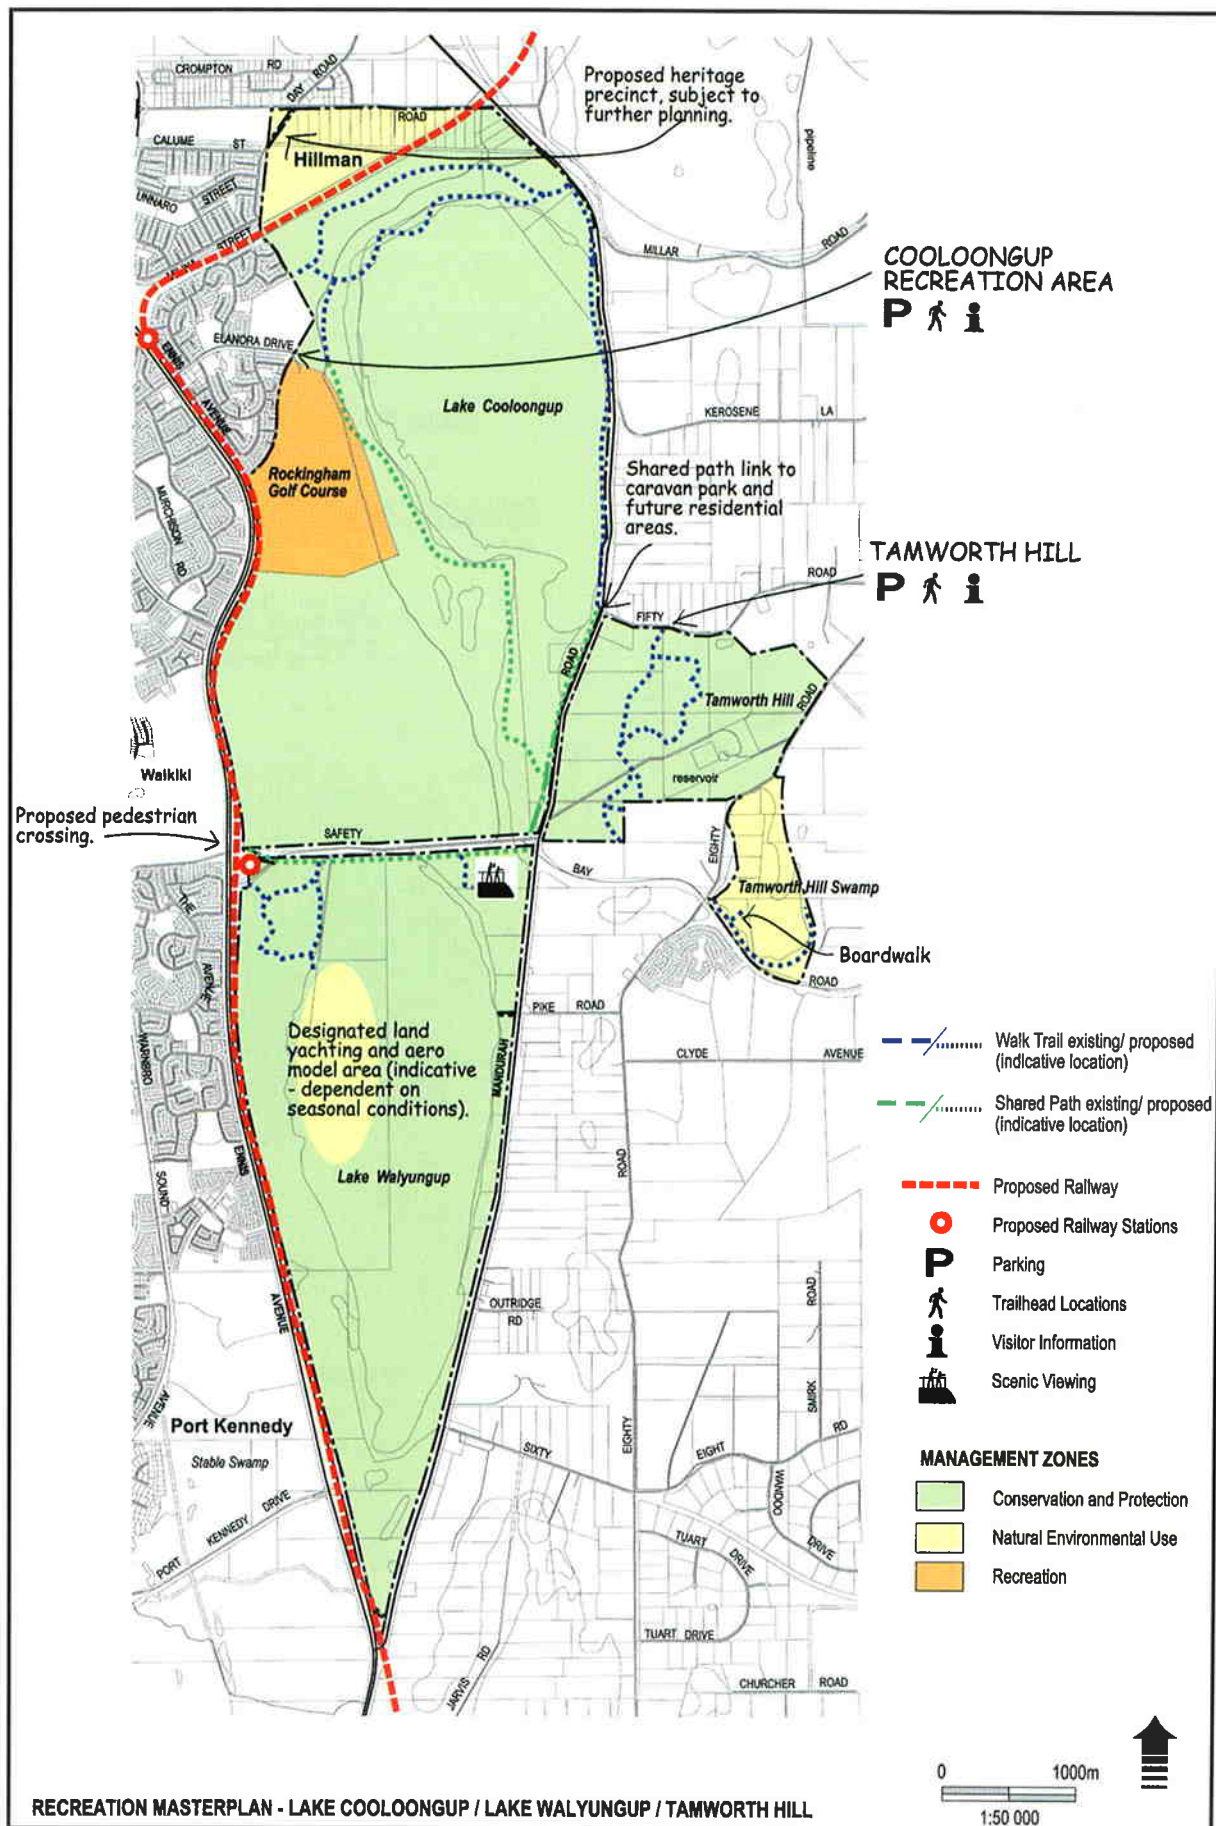 CROMPTON RD
DAY ROAD
Proposed heritage
precinct, subject to
further planning.
ROAD
CALUME ST
Hillman
pipeline
STREET
STREET
MILLAR ROAD
COOLOONGUP
RECREATION AREA
P
ELANORA DRIVE
ENNIS
AVENUE
Lake Cooloongup
KEROSENE LA
Rockingham
Golf Course
Shared path link to
caravan park and
future residential
areas.
MURCHISON
RD
TAMWORTH HILL
P
ROAD
FIFTY
ROAD
Tamworth Hill
ROAD
reservoir
Waikiki
Proposed pedestrian
crossing.
SAFETY
BAY
EIGHTY
Tamworth Hill Swamp
THE
AVENUE
Boardwalk
ROAD
PIKE ROAD
Designated land
yachting and aero
model area (indicative
- dependent on
seasonal conditions).
MANDURAH
CLYDE AVENUE
WARNBRO
Walk Trail existing/ proposed
(indicative location)
Shared Path existing/ proposed
(indicative location)
ENNIS
SOUND
ROAD
Lake Walyungup
Proposed Railway
Proposed Railway Stations
P Parking
Trailhead Locations
Visitor Information
Scenic Viewing
AVENUE
OUTRIDGE
RD
ROAD
SMIRK
AVENUE
Port Kennedy
Stable Swamp
SIXTY
EIGHTY
EIGHT
RD
WANDOO
DRIVE
MANAGEMENT ZONES
Conservation and Protection
Natural Environmental Use
Recreation
PORT KENNEDY DRIVE
TUART DRIVE
TUART DRIVE
JARVIS RD
CHURCHER ROAD
0 1000m
1:50 000
RECREATION MASTERPLAN - LAKE COOLOONGUP / LAKE WALYUNGUP / TAMWORTH HILL